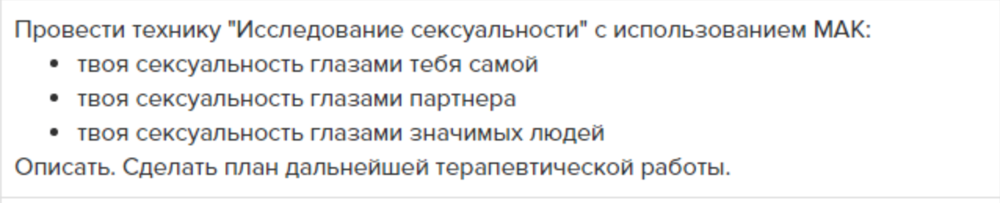 Провести технику "Исследование сексуальности" с использованием МАК:
• твоя сексуальность глазами тебя самой
• твоя сексуальность глазами партнера
• твоя сексуальность глазами значимых людей
Описать. Сделать план дальнейшей терапевтической работы.